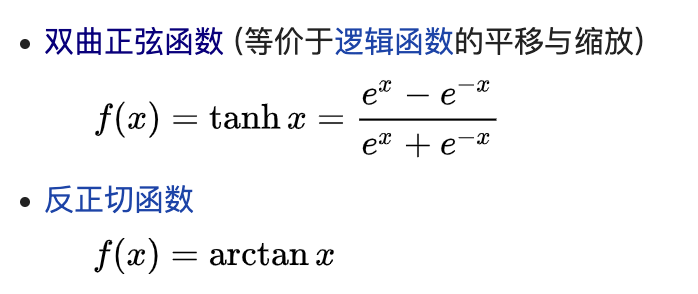 • 双曲正弦函数 (等价于逻辑函数的平移与缩放)
f(x) = tanh x = \frac{e^x - e^{-x}}{e^x + e^{-x}}
• 反正切函数
f(x) = arctan x